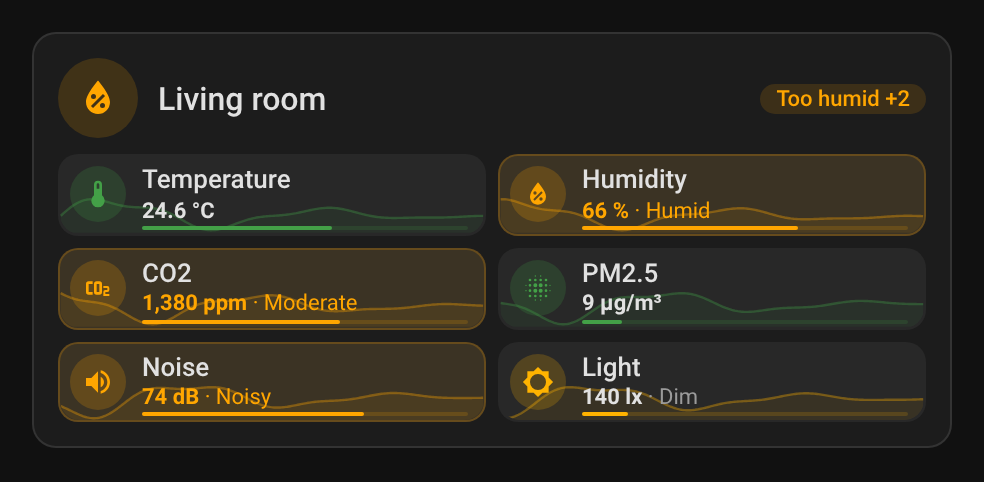 Living room
Too humid +2
Temperature
24.6 °C
Humidity
66 % · Humid
CO₂
CO2
1,380 ppm · Moderate
PM2.5
9 µg/m³
Noise
74 dB · Noisy
Light
140 lx · Dim